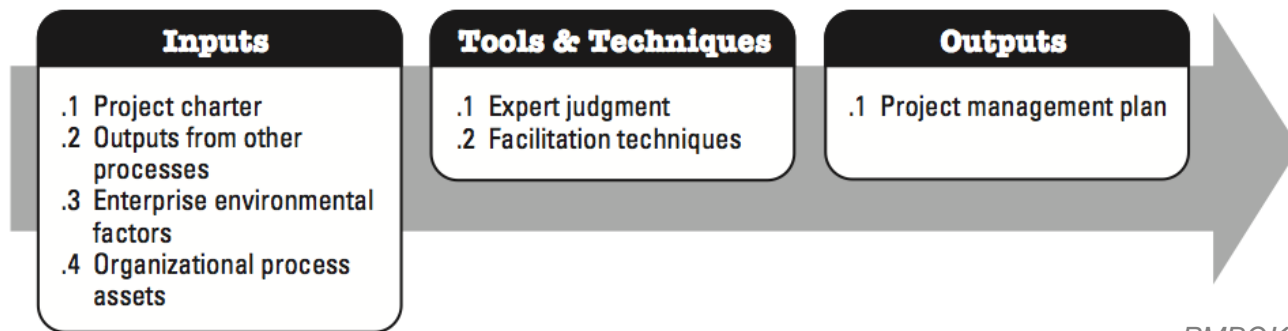 Inputs
.1 Project charter
.2 Outputs from other
processes
.3 Enterprise environmental
factors
.4 Organizational process
assets
Tools & Techniques
.1 Expert judgment
.2 Facilitation techniques
Outputs
.1 Project management plan